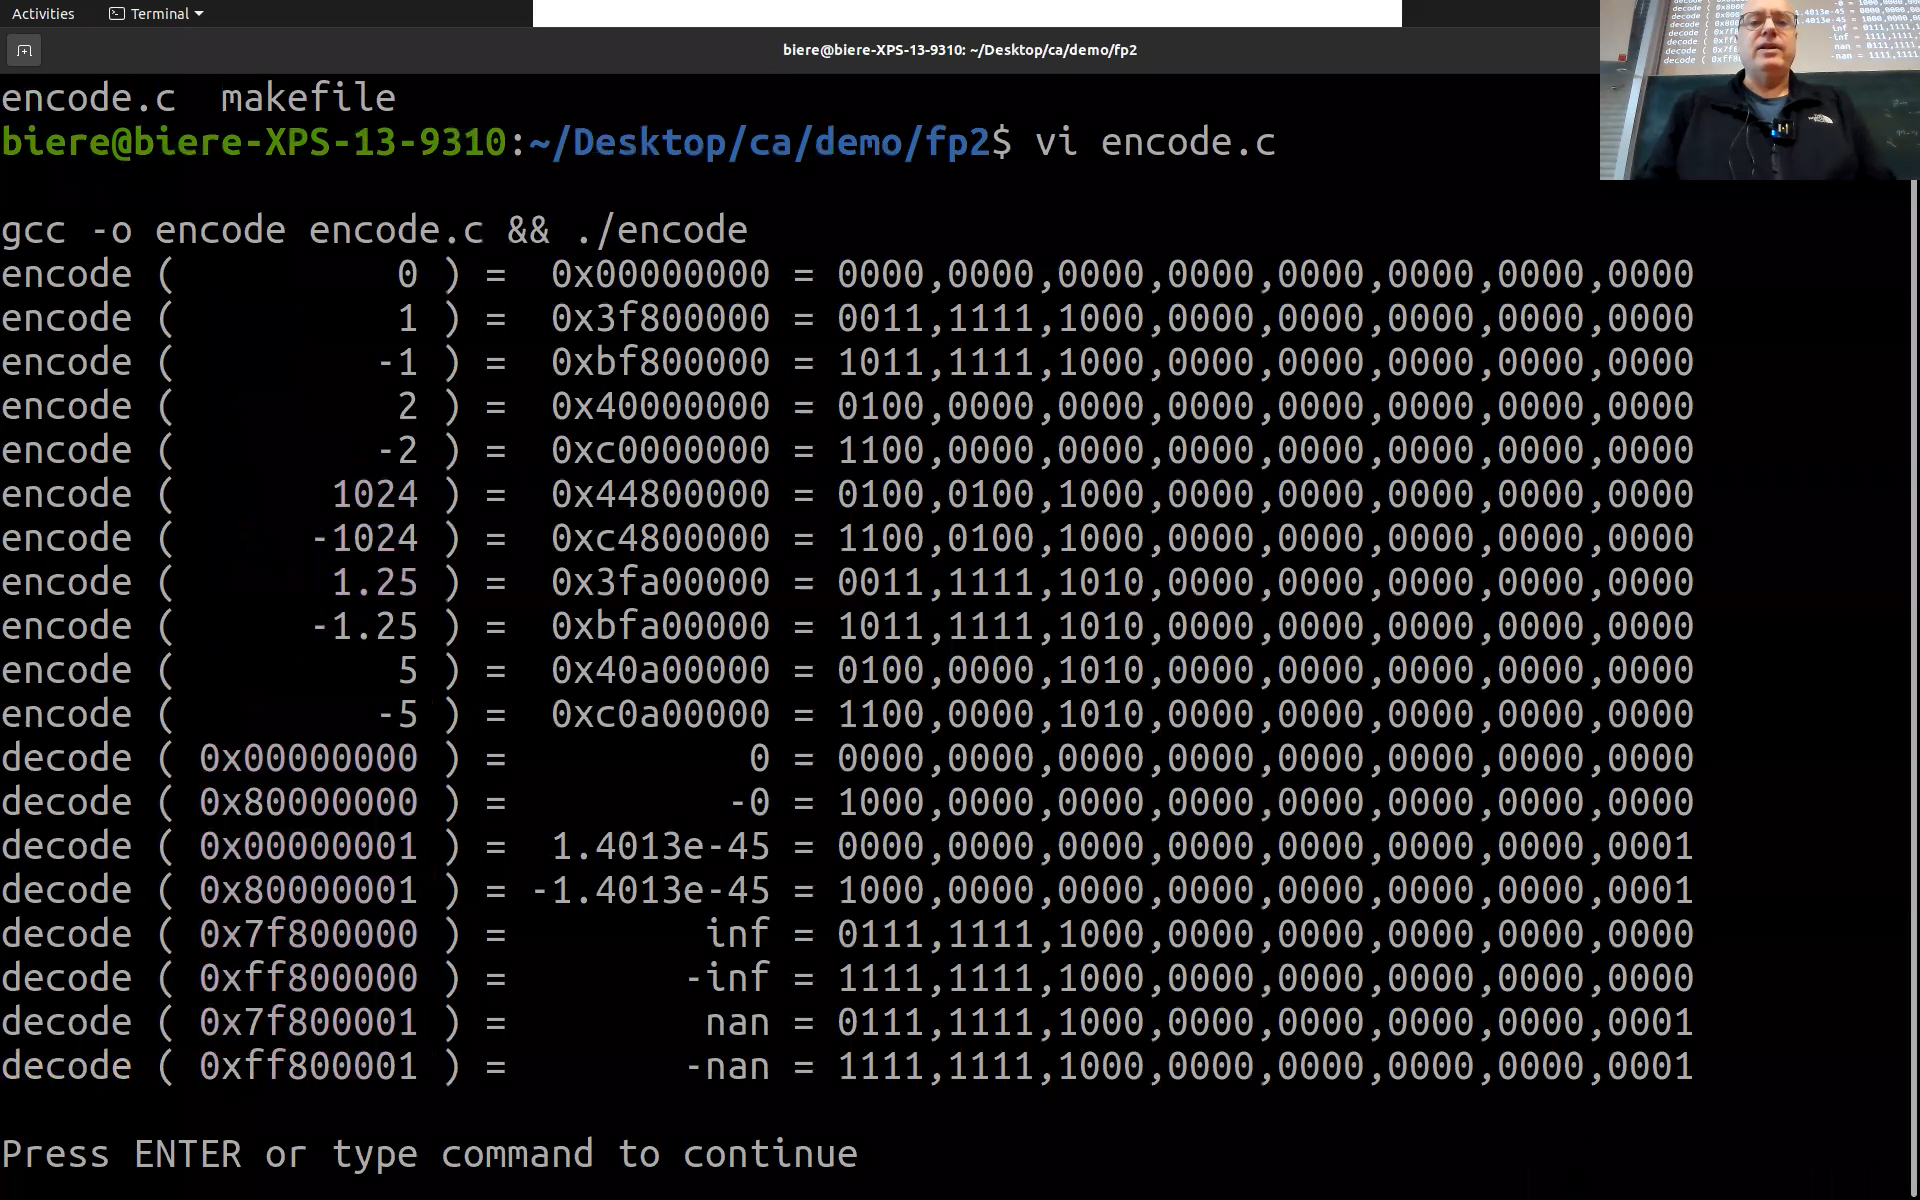 Activities Terminal
biere@biere-XPS-13-9310: ~/Desktop/ca/demo/fp2
encode.c  makefile
biere@biere-XPS-13-9310:~/Desktop/ca/demo/fp2$ vi encode.c
gcc -o encode encode.c && ./encode
encode (          0 ) =  0x00000000 = 0000,0000,0000,0000,0000,0000,0000,0000
encode (          1 ) =  0x3f800000 = 0011,1111,1000,0000,0000,0000,0000,0000
encode (         -1 ) =  0xbf800000 = 1011,1111,1000,0000,0000,0000,0000,0000
encode (          2 ) =  0x40000000 = 0100,0000,0000,0000,0000,0000,0000,0000
encode (         -2 ) =  0xc0000000 = 1100,0000,0000,0000,0000,0000,0000,0000
encode (       1024 ) =  0x44800000 = 0100,0100,1000,0000,0000,0000,0000,0000
encode (      -1024 ) =  0xc4800000 = 1100,0100,1000,0000,0000,0000,0000,0000
encode (       1.25 ) =  0x3fa00000 = 0011,1111,1010,0000,0000,0000,0000,0000
encode (      -1.25 ) =  0xbfa00000 = 1011,1111,1010,0000,0000,0000,0000,0000
encode (          5 ) =  0x40a00000 = 0100,0000,1010,0000,0000,0000,0000,0000
encode (         -5 ) =  0xc0a00000 = 1100,0000,1010,0000,0000,0000,0000,0000
decode ( 0x00000000 ) =           0 = 0000,0000,0000,0000,0000,0000,0000,0000
decode ( 0x80000000 ) =          -0 = 1000,0000,0000,0000,0000,0000,0000,0000
decode ( 0x00000001 ) =  1.4013e-45 = 0000,0000,0000,0000,0000,0000,0000,0001
decode ( 0x80000001 ) = -1.4013e-45 = 1000,0000,0000,0000,0000,0000,0000,0001
decode ( 0x7f800000 ) =         inf = 0111,1111,1000,0000,0000,0000,0000,0000
decode ( 0xff800000 ) =        -inf = 1111,1111,1000,0000,0000,0000,0000,0000
decode ( 0x7f800001 ) =         nan = 0111,1111,1000,0000,0000,0000,0000,0001
decode ( 0xff800001 ) =        -nan = 1111,1111,1000,0000,0000,0000,0000,0001
Press ENTER or type command to continue